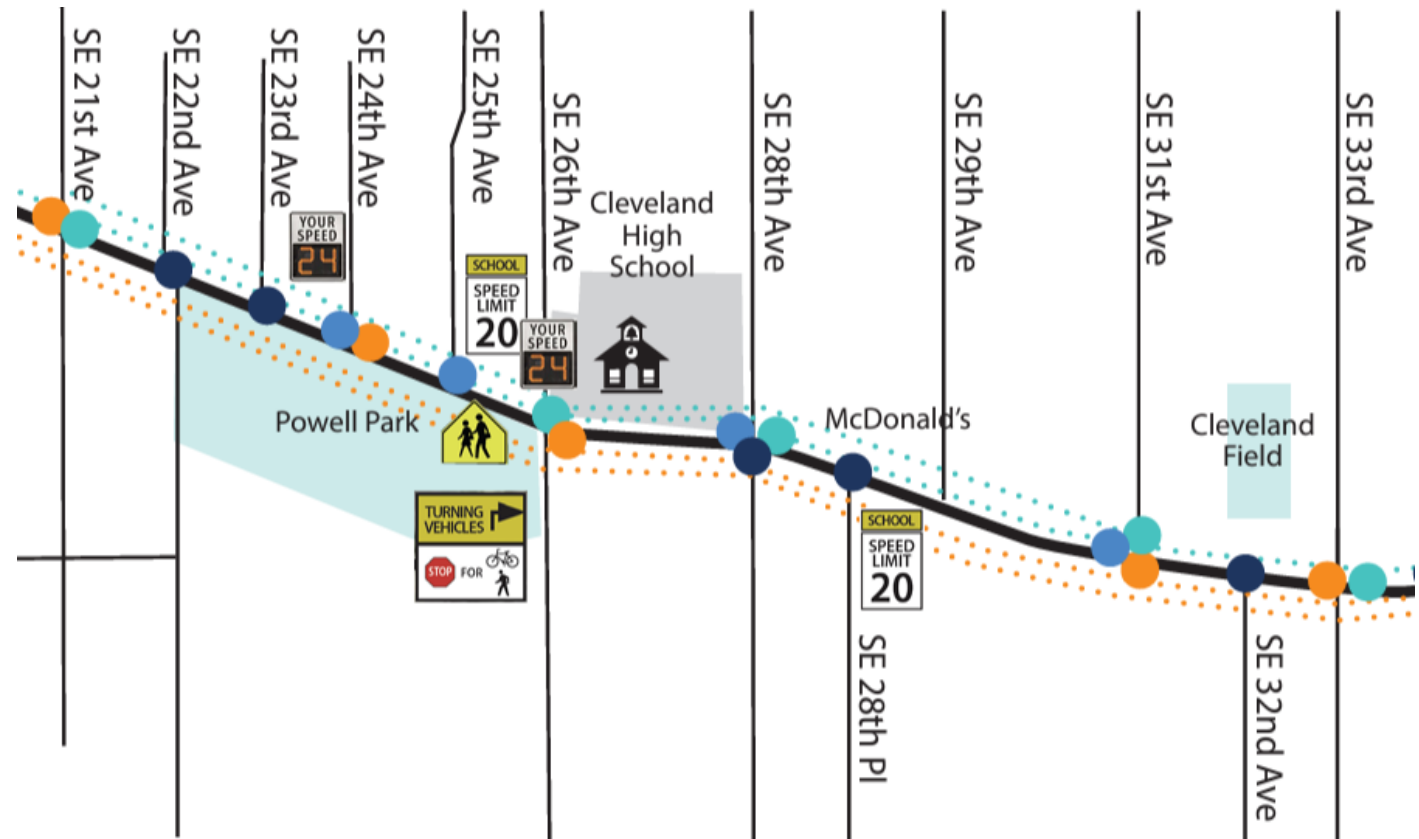 SE 21st Ave
SE 22nd Ave
SE 23rd Ave
SE 24th Ave
SE 25th Ave
SE 26th Ave
SE 28th Ave
SE 29th Ave
SE 31st Ave
SE 33rd Ave
YOUR
SPEED
24
SCHOOL
SPEED
LIMIT
20
YOUR
SPEED
24
Cleveland
High
School
Powell Park
McDonald's
Cleveland
Field
TURNING
VEHICLES
STOP
FOR
SCHOOL
SPEED
LIMIT
20
SE 28th Pl
SE 32nd Ave